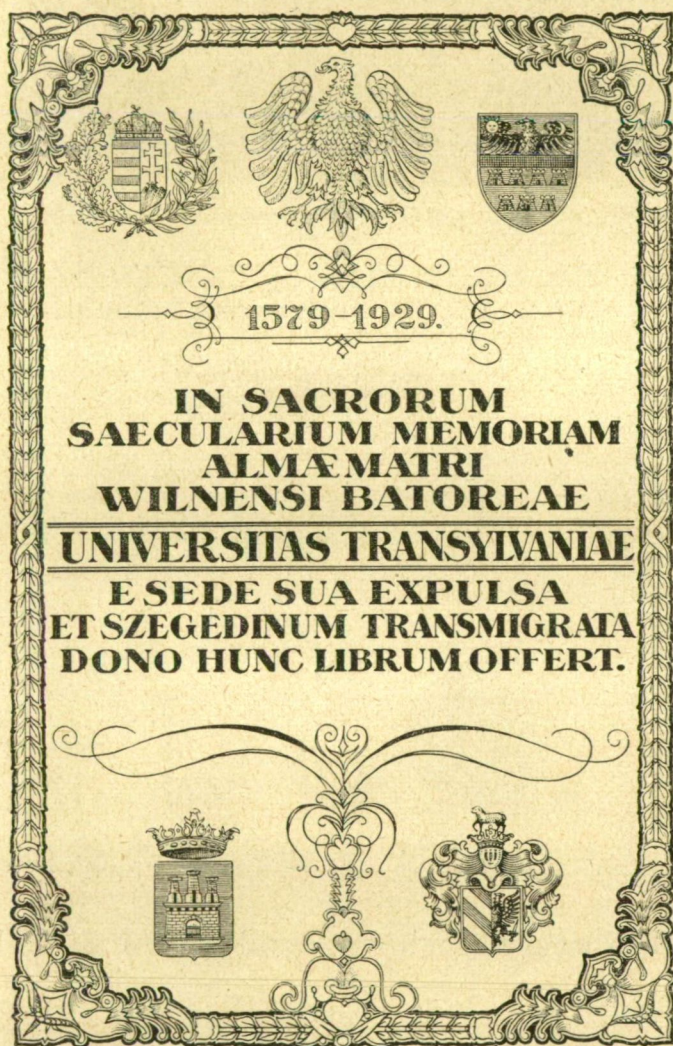 1579-1929.
IN SACRORUM
SAECULARIUM MEMORIAM
ALMÆ MATRI
WILNENSI BATOREAE
UNIVERSITAS TRANSYLVANIAE
E SEDE SUA EXPULSA
ET SZEGEDINUM TRANSMIGRATA
DONO HUNC LIBRUM OFFERT.